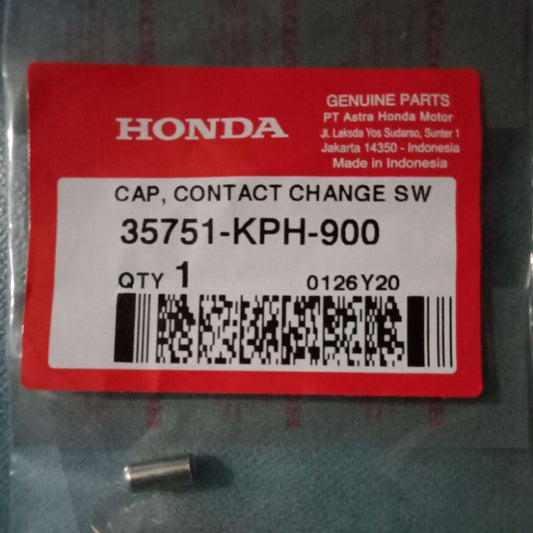 GENUINE PARTS
PT Astra Honda Motor
Jl. Laksda Yos Sudarso, Sunter 1
Jakarta 14350 - Indonesia
Made in Indonesia
HONDA
CAP, CONTACT CHANGE SW
35751-KPH-900
QTY 1 0126Y20